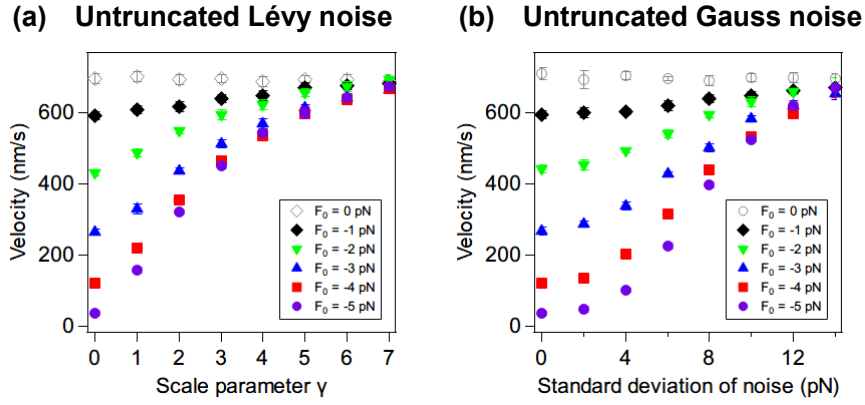 (a) Untruncated Lévy noise
Velocity (nm/s)
600
400
200
0
F₀ = 0 pN
F₀ = -1 pN
F₀ = -2 pN
F₀ = -3 pN
F₀ = -4 pN
F₀ = -5 pN
0 1 2 3 4 5 6 7
Scale parameter γ
(b) Untruncated Gauss noise
Velocity (nm/s)
600
400
200
0
F₀ = 0 pN
F₀ = -1 pN
F₀ = -2 pN
F₀ = -3 pN
F₀ = -4 pN
F₀ = -5 pN
0 4 8 12
Standard deviation of noise (pN)